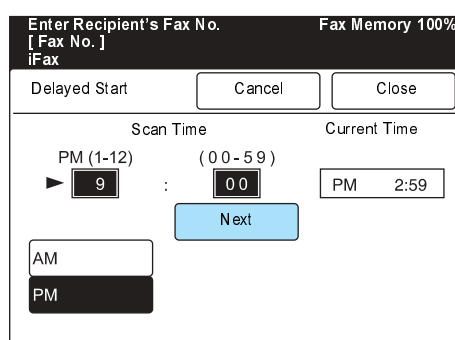 Enter Recipient's Fax No. Fax Memory 100%
[ Fax No. ]
iFax
Delayed Start Cancel Close
Scan Time Current Time
PM (1-12) (00-59)
9 : 00 PM 2:59
Next
AM
PM